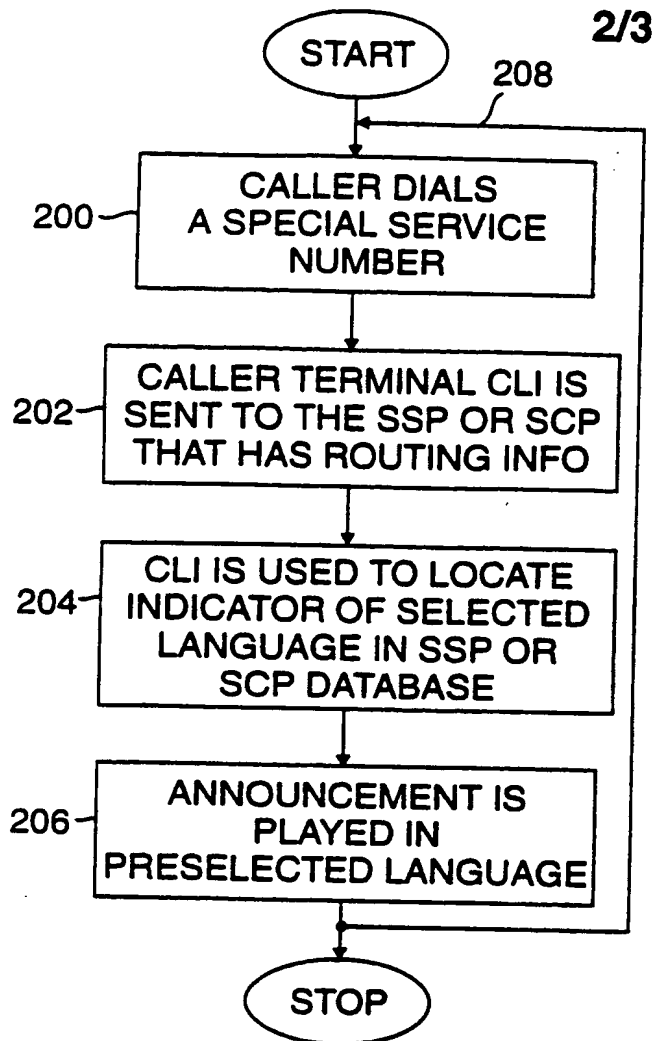 2/3
START
208
200
CALLER DIALS
A SPECIAL SERVICE
NUMBER
202
CALLER TERMINAL CLI IS
SENT TO THE SSP OR SCP
THAT HAS ROUTING INFO
204
CLI IS USED TO LOCATE
INDICATOR OF SELECTED
LANGUAGE IN SSP OR
SCP DATABASE
206
ANNOUNCEMENT IS
PLAYED IN
PRESELECTED LANGUAGE
STOP